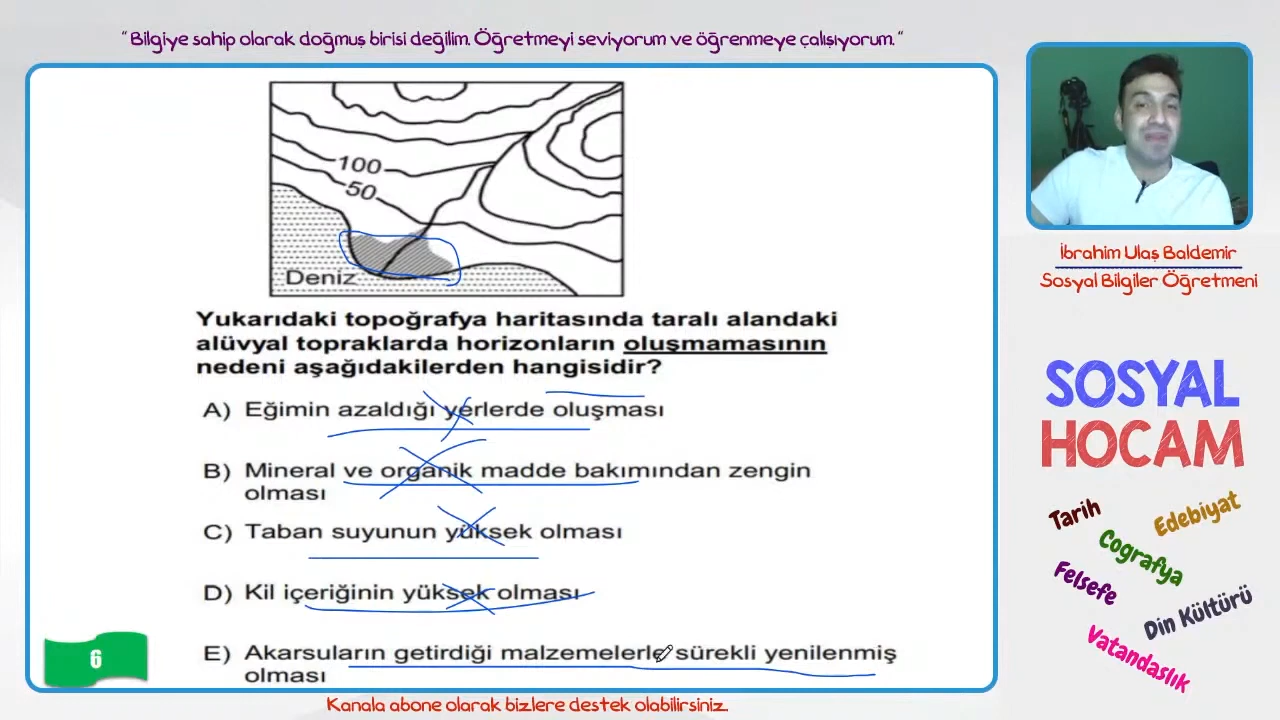 “ Bilgiye sahip olarak doğmuş birisi değilim. Öğretmeyi seviyorum ve öğrenmeye çalışıyorum.”
100
50
Deniz
Yukarıdaki topoğrafya haritasında taralı alandaki
alüvyal topraklarda horizonların oluşmamasının
nedeni aşağıdakilerden hangisidir?
A) Eğimin azaldığı yerlerde oluşması
B) Mineral ve organik madde bakımından zengin
olması
C) Taban suyunun yüksek olması
D) Kil içeriğinin yüksek olması
E) Akarsuların getirdiği malzemelerle sürekli yenilenmiş
olması
6
Kanala abone olarak bizlere destek olabilirsiniz.
İbrahim Ulaş Baldemir
Sosyal Bilgiler Öğretmeni
SOSYAL
HOCAM
Tarih
Edebiyat
Cografya
Felsefe
Din Kültürü
Vatandaslık